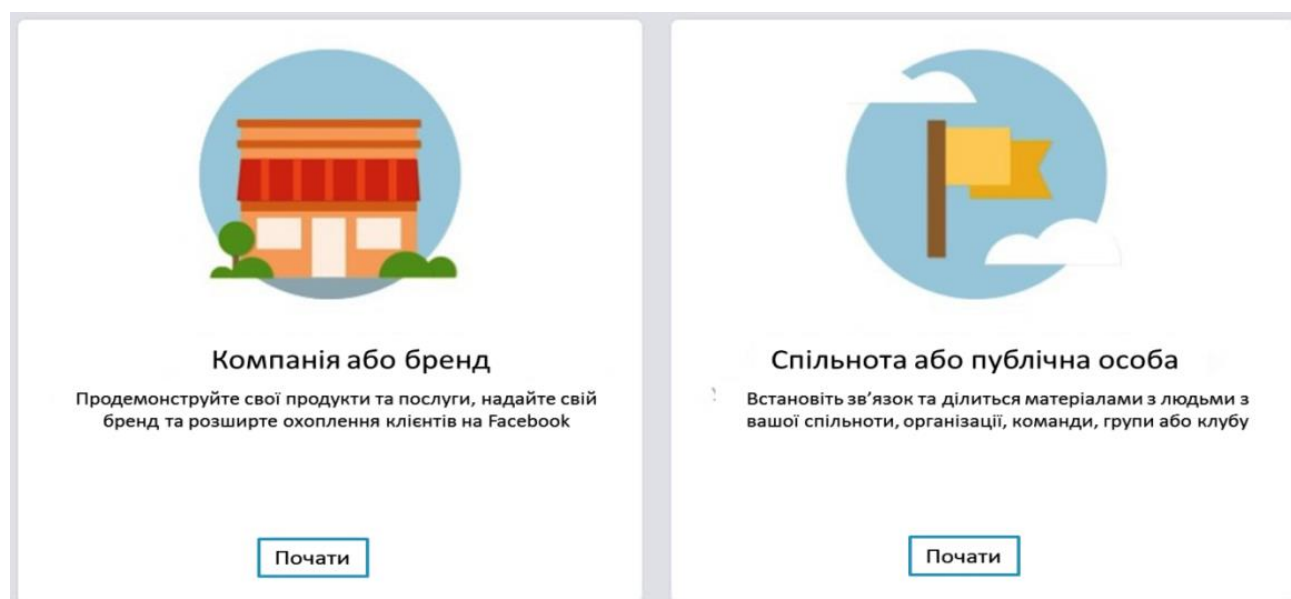 Компанія або бренд
Продемонструйте свої продукти та послуги, надайте свій
бренд та розширте охоплення клієнтів на Facebook
Почати
Спільнота або публічна особа
Встановіть зв’язок та ділиться матеріалами з людьми з
вашої спільноти, організації, команди, групи або клубу
Почати